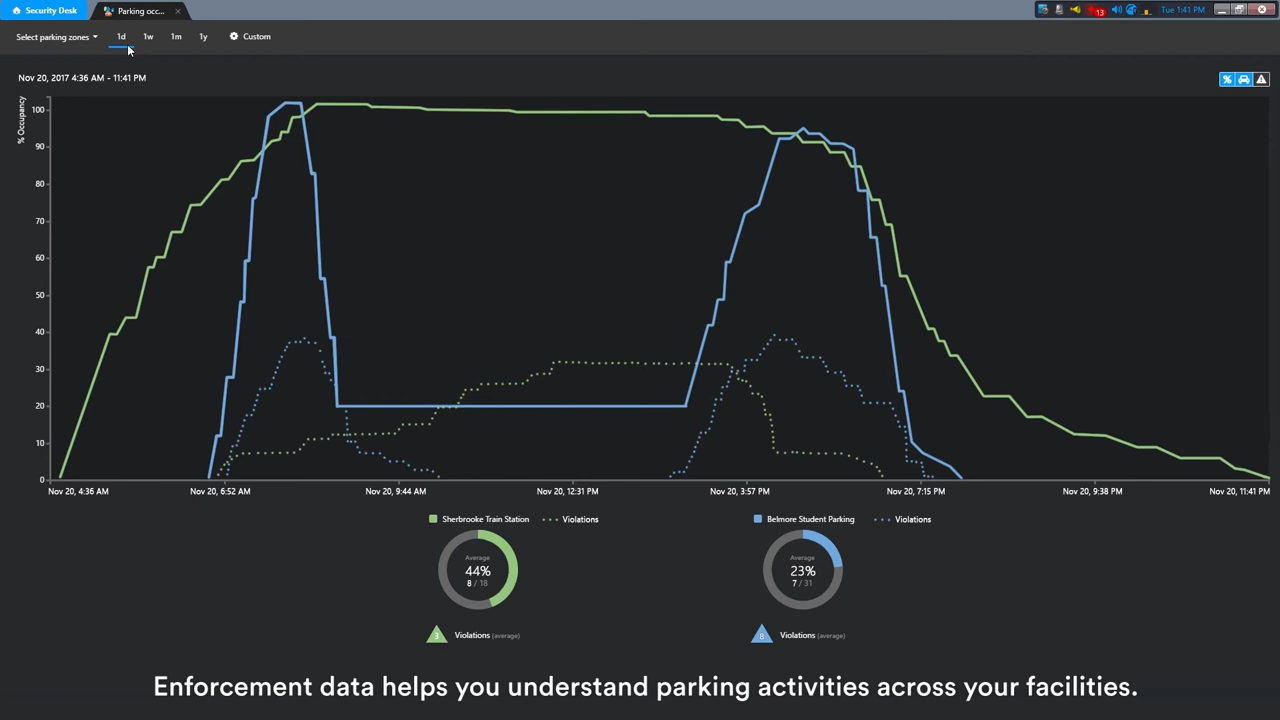 Security Desk
Parking occ...
13
Tue 1:41 PM
Select parking zones
1d
1w
1m
1y
Custom
Nov 20, 2017 4:36 AM - 11:41 PM
%
% Occupancy
100
90
80
70
60
50
40
30
20
10
0
Nov 20, 4:36 AM
Nov 20, 6:52 AM
Nov 20, 9:44 AM
Nov 20, 12:31 PM
Nov 20, 3:57 PM
Nov 20, 7:15 PM
Nov 20, 9:38 PM
Nov 20, 11:41 PM
Sherbrooke Train Station
Violations
Belmore Student Parking
Violations
Average
44%
8 / 18
Average
23%
7 / 31
3
Violations (average)
8
Violations (average)
Enforcement data helps you understand parking activities across your facilities.